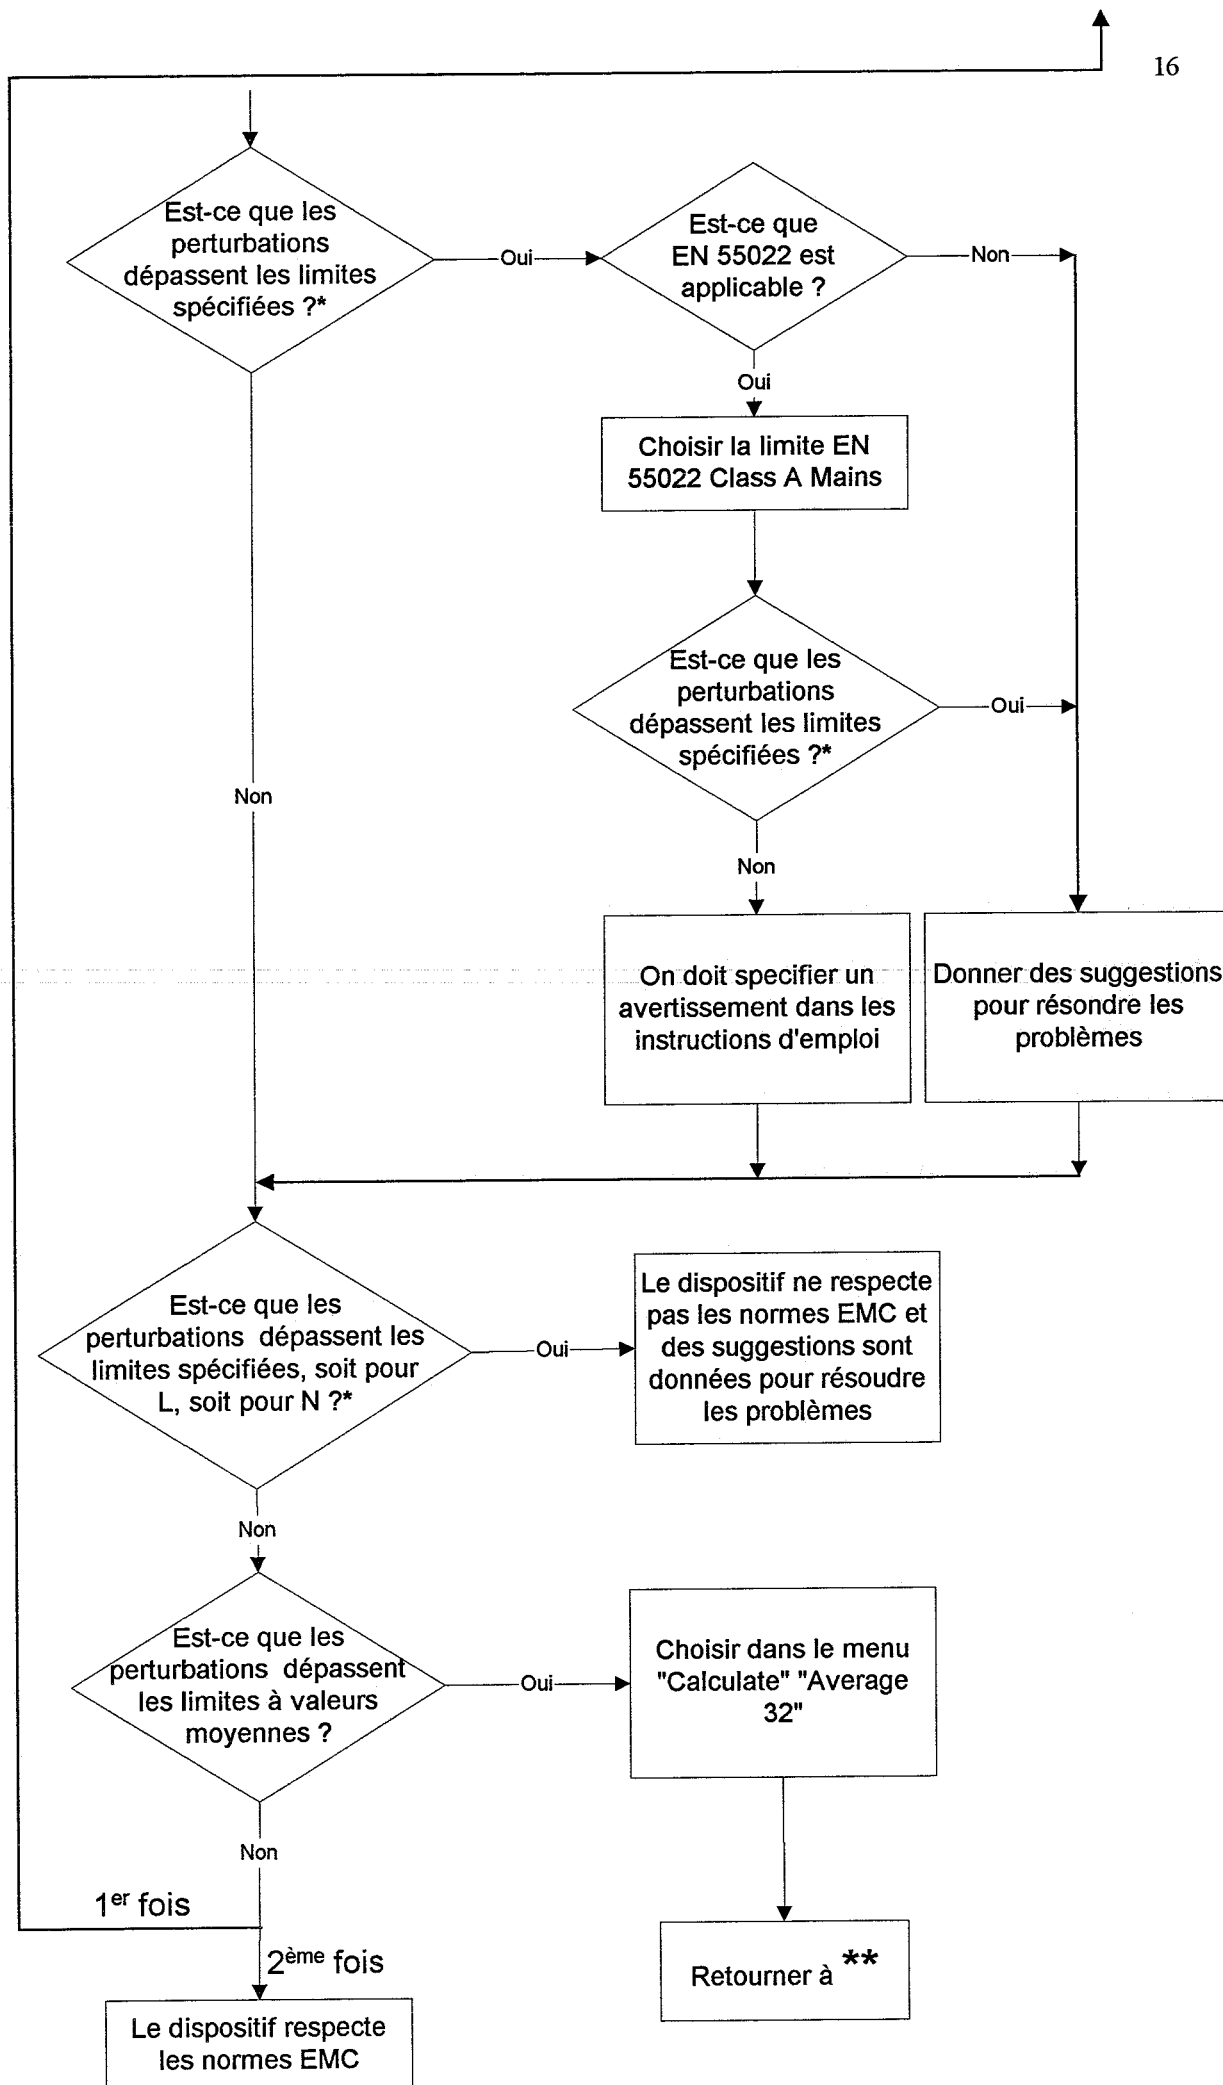 16
Est-ce que les
perturbations
dépassent les limites
spécifiées ?*
Oui
Est-ce que
EN 55022 est
applicable ?
Non
Oui
Choisir la limite EN
55022 Class A Mains
Est-ce que les
perturbations
dépassent les limites
spécifiées ?*
Oui
Non
Non
On doit specifier un
avertissement dans les
instructions d'emploi
Donner des suggestions
pour résondre les
problèmes
Est-ce que les
perturbations dépassent les
limites spécifiées, soit pour
L, soit pour N ?*
Oui
Le dispositif ne respecte
pas les normes EMC et
des suggestions sont
données pour résoudre
les problèmes
Non
Est-ce que les
perturbations dépassent
les limites à valeurs
moyennes ?
Oui
Choisir dans le menu
"Calculate" "Average
32"
Non
1er fois
2ème fois
Retourner à **
Le dispositif respecte
les normes EMC